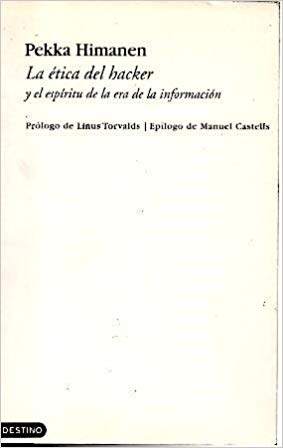 Pekka Himanen
La ética del hacker
y el espíritu de la era de la información
Prólogo de Linus Torvalds | Epílogo de Manuel Castells
DESTINO